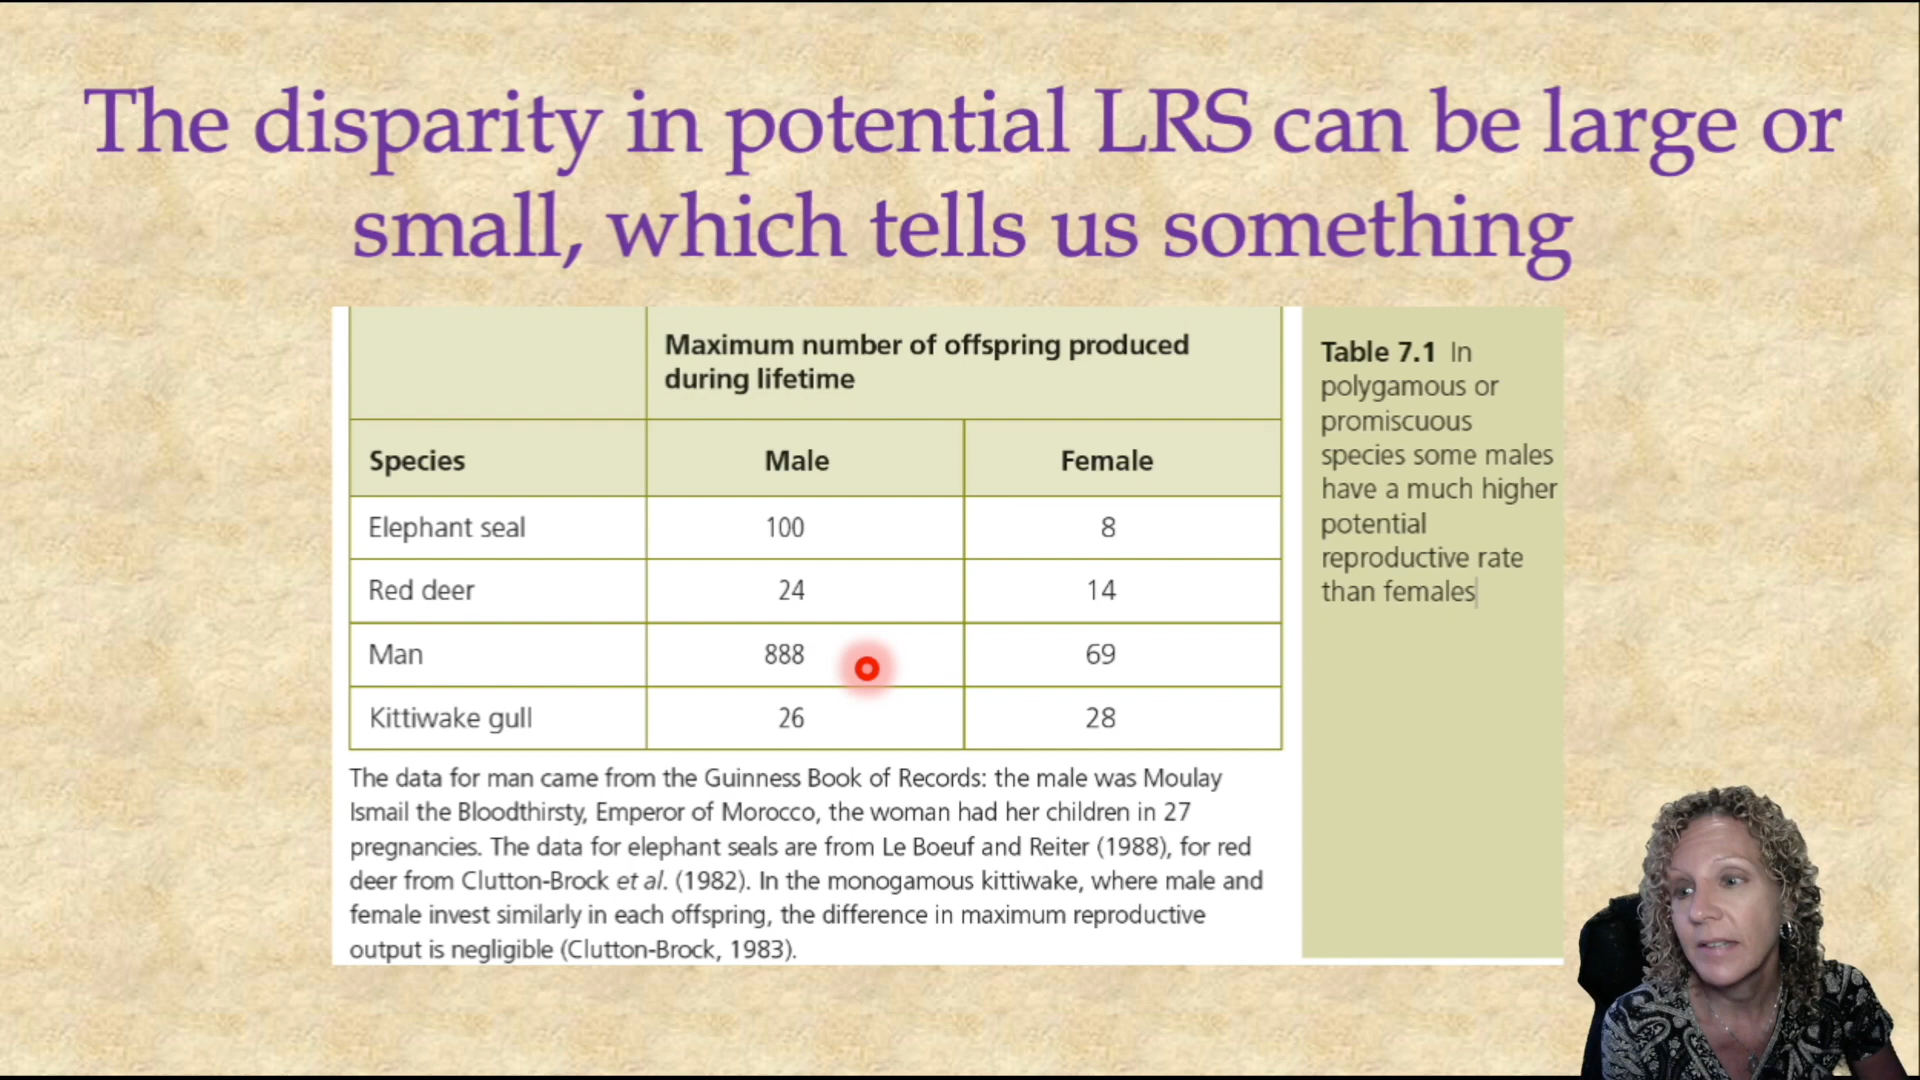 The disparity in potential LRS can be large or
small, which tells us something
Maximum number of offspring produced
during lifetime
Species Male Female
Elephant seal 100 8
Red deer 24 14
Man 888 69
Kittiwake gull 26 28
The data for man came from the Guinness Book of Records: the male was Moulay
Ismail the Bloodthirsty, Emperor of Morocco, the woman had her children in 27
pregnancies. The data for elephant seals are from Le Boeuf and Reiter (1988), for red
deer from Clutton-Brock et al. (1982). In the monogamous kittiwake, where male and
female invest similarly in each offspring, the difference in maximum reproductive
output is negligible (Clutton-Brock, 1983).
Table 7.1 In
polygamous or
promiscuous
species some males
have a much higher
potential
reproductive rate
than females